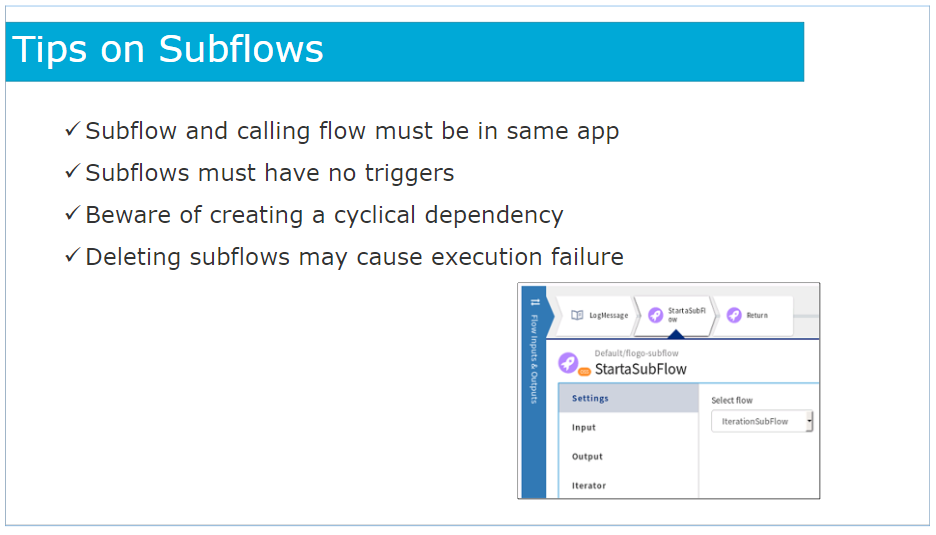 Tips on Subflows
✓ Subflow and calling flow must be in same app
✓ Subflows must have no triggers
✓ Beware of creating a cyclical dependency
✓ Deleting subflows may cause execution failure
Flow Inputs & Outputs
LogMessage
StartaSubFl
ow
Return
Default/flogo-subflow
StartaSubFlow
Settings
Select flow
IterationSubFlow
Input
Output
Iterator